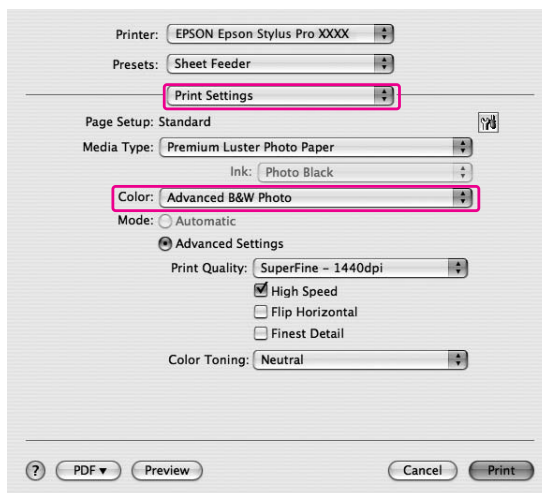 Printer: EPSON Epson Stylus Pro XXXX
Presets: Sheet Feeder
Print Settings
Page Setup: Standard
Media Type: Premium Luster Photo Paper
Ink: Photo Black
Color: Advanced B&W Photo
Mode: Automatic
Advanced Settings
Print Quality: SuperFine – 1440dpi
High Speed
Flip Horizontal
Finest Detail
Color Toning: Neutral
? PDF Preview Cancel Print